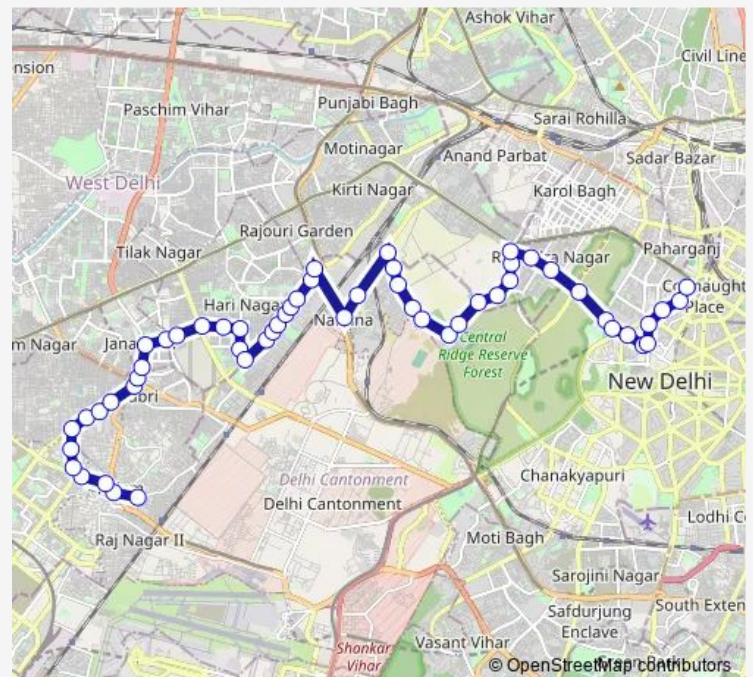 Ashok Vihar
nsion
Civil Line
Paschim Vihar
Punjabi Bagh
Sarai Rohilla
Motinagar
Anand Parbat
Sadar Bazar
West Delhi
Kirti Nagar
Karol Bagh
Rajouri Garden
Tilak Nagar
Paharganj
Hari Nagar
Place
m Nagar
Central
Ridge Reserve
Forest
New Delhi
Delhi Cantonment
Delhi Cantonment
Chanakyapuri
Raj Nagar II
Moti Bagh
Lodhi C
Sarojini Nagar
Safdurjung
Enclave
South Exten
Shankar
Vihar
Vasant Vihar
© OpenStreetMap contributors